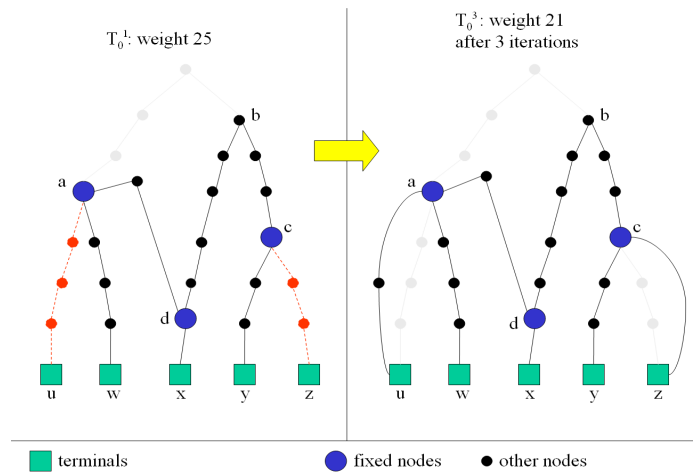 T₀¹: weight 25
T₀³: weight 21
after 3 iterations
b
a
c
d
u w x y z
b
a
c
d
u w x y z
terminals fixed nodes other nodes